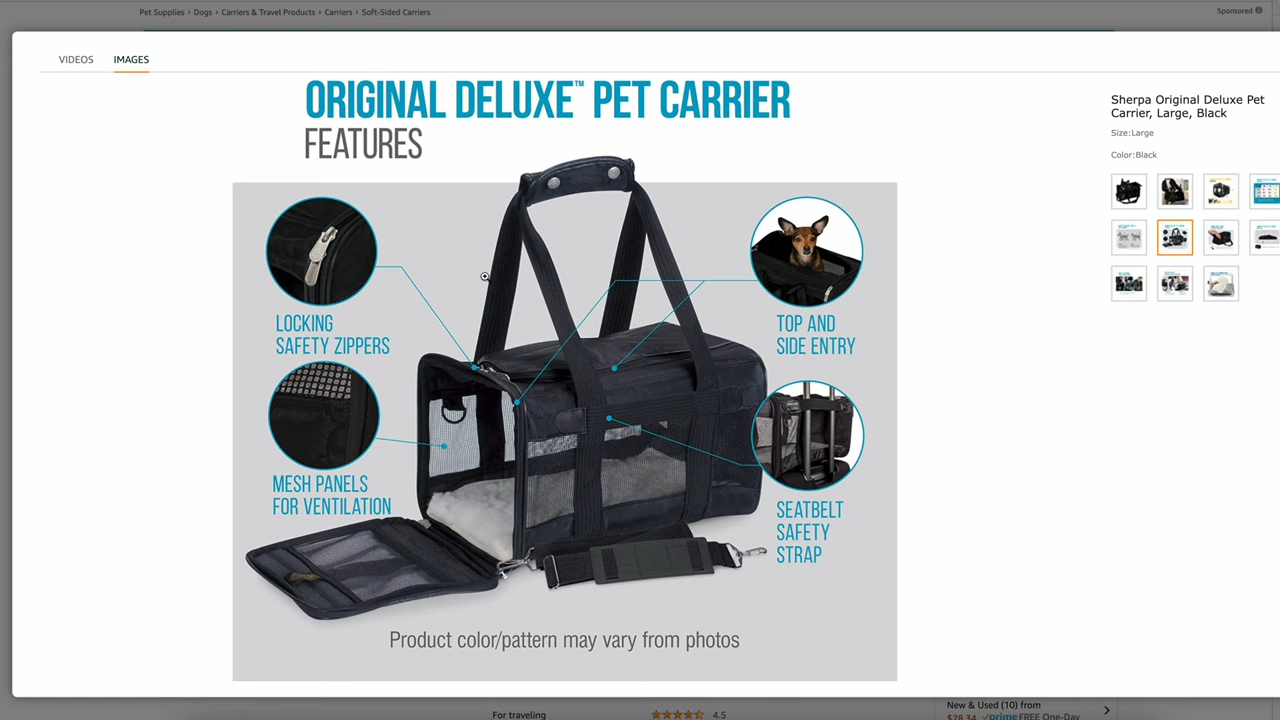 Pet Supplies › Dogs › Carriers & Travel Products › Carriers › Soft-Sided Carriers
Sponsored
VIDEOS
IMAGES
ORIGINAL DELUXE™ PET CARRIER
FEATURES
LOCKING
SAFETY ZIPPERS
MESH PANELS
FOR VENTILATION
TOP AND
SIDE ENTRY
SEATBELT
SAFETY
STRAP
Product color/pattern may vary from photos
Sherpa Original Deluxe Pet
Carrier, Large, Black
Size:Large
Color:Black
For traveling
4.5
New & Used (10) from
$28.34 prime FREE One-Day